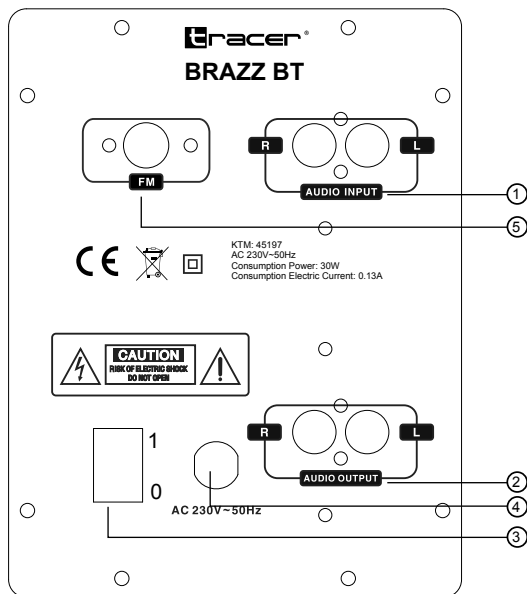 tracer®
BRAZZ BT
R L
AUDIO INPUT
FM
1
5
CE
KTM: 45197
AC 230V~50Hz
Consumption Power: 30W
Consumption Electric Current: 0.13A
CAUTION
RISK OF ELECTRIC SHOCK
DO NOT OPEN
R L
1
0
AUDIO OUTPUT
2
AC 230V~50Hz
4
3